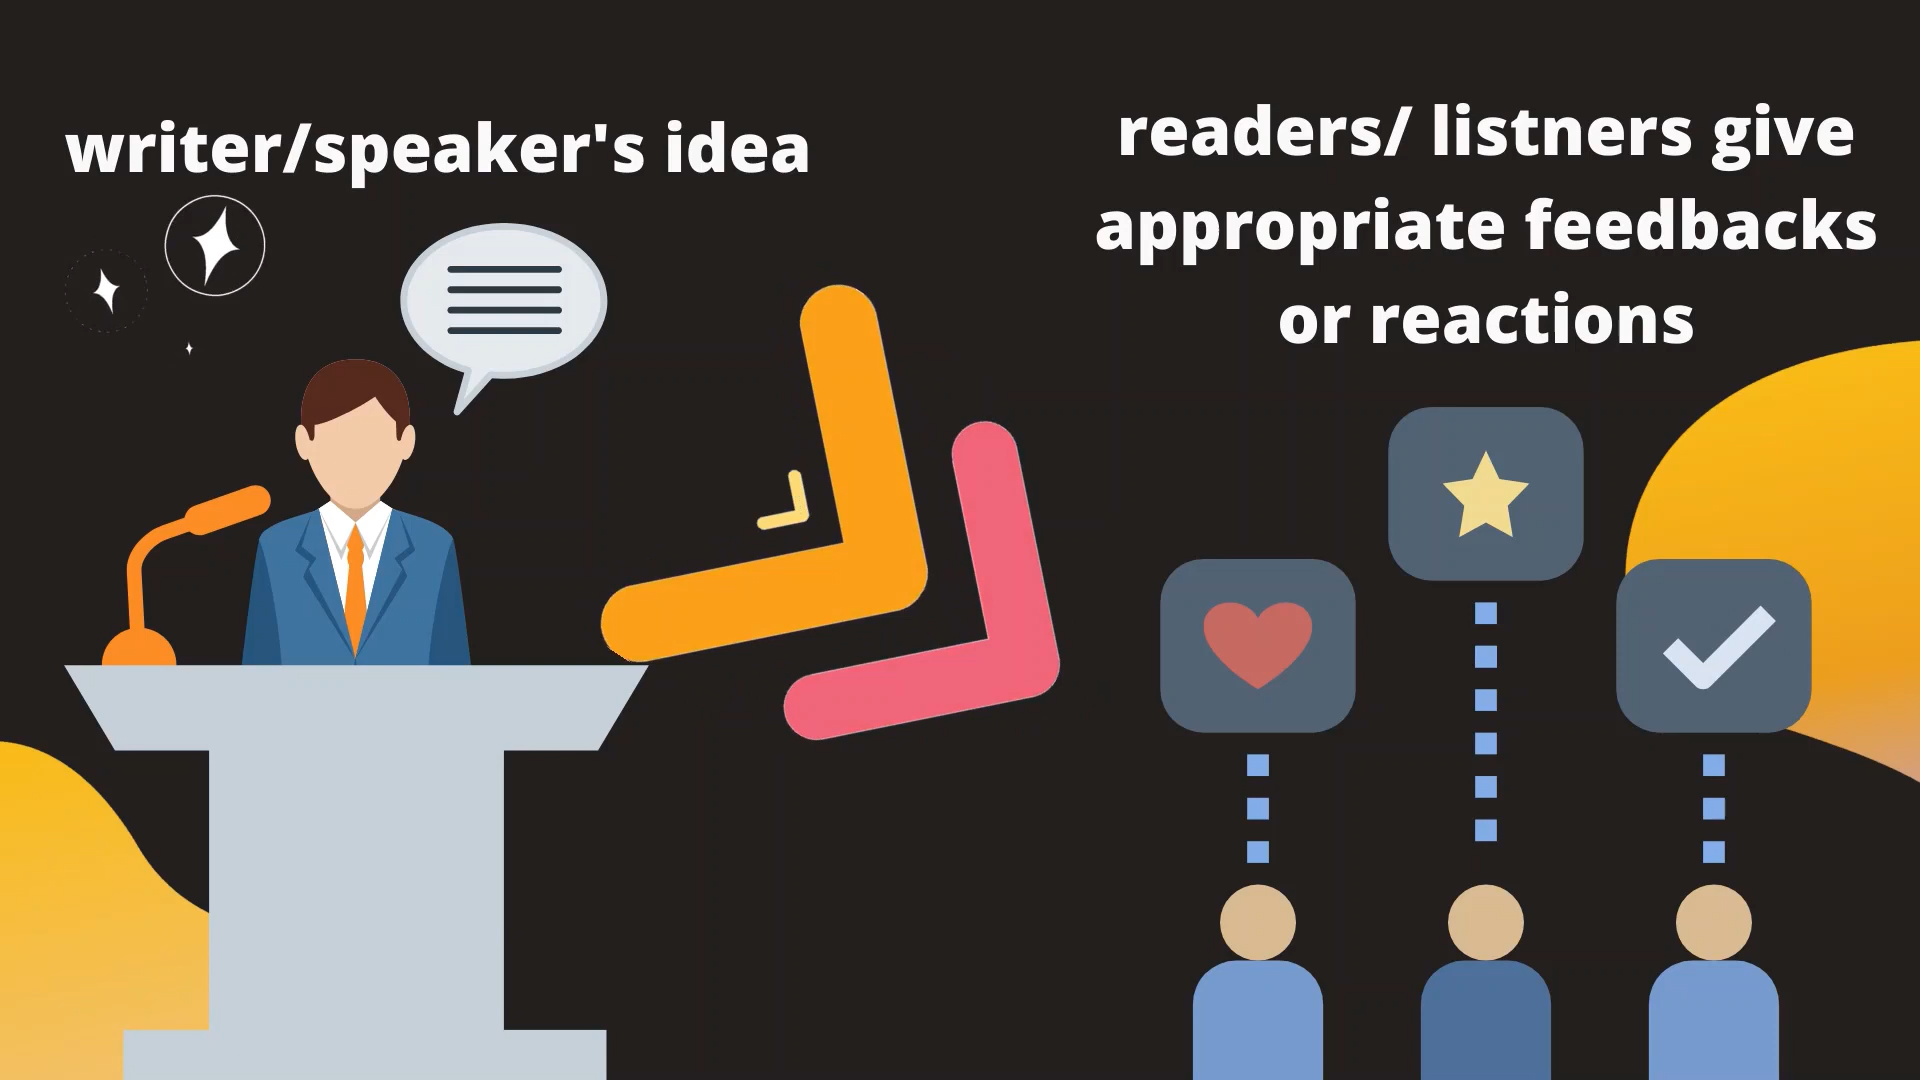 writer/speaker's idea
readers/ listners give
appropriate feedbacks
or reactions